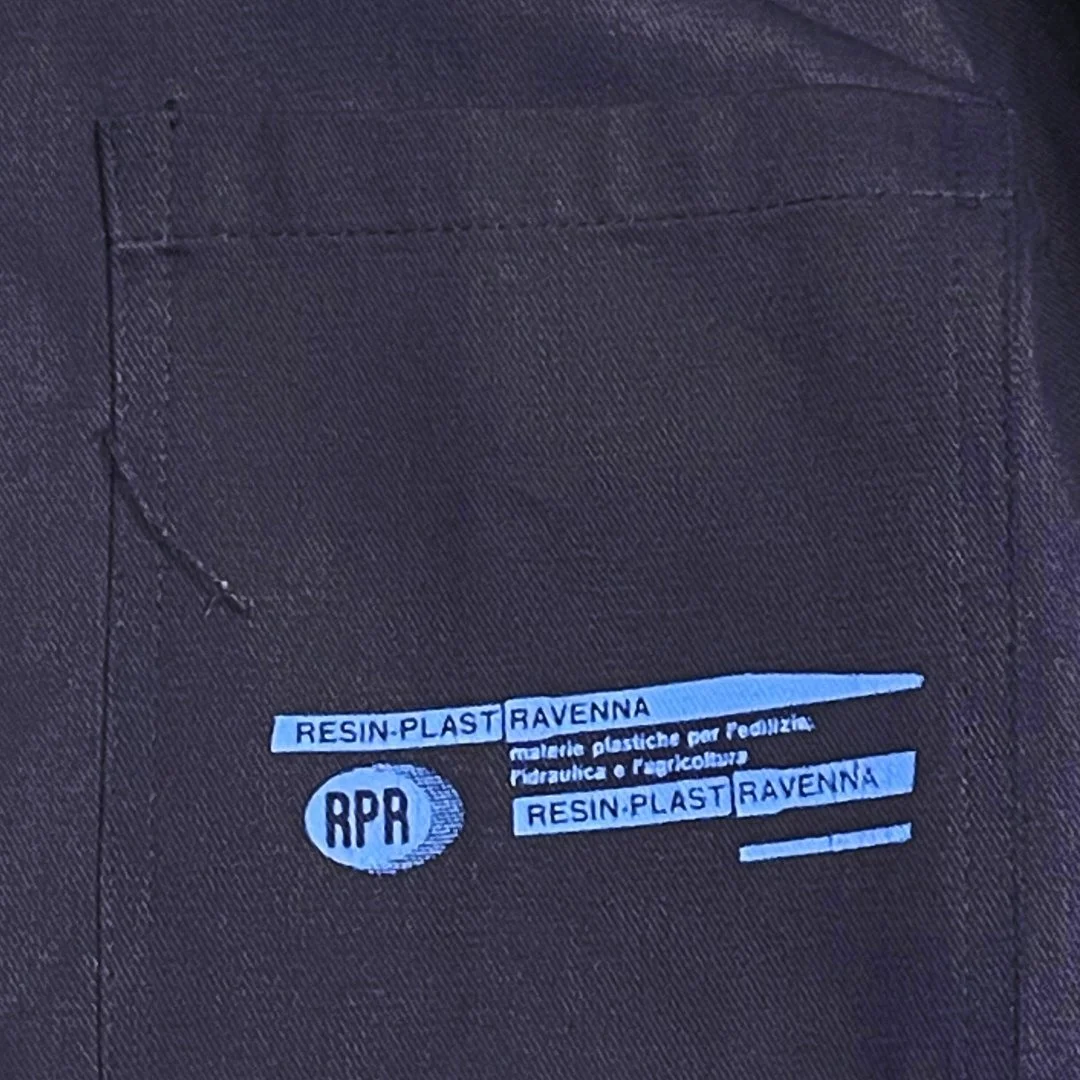 RESIN-PLAST RAVENNA
materie plastiche per l'edilizia,
l'idraulica e l'agricoltura
RPR
RESIN-PLAST RAVENNA